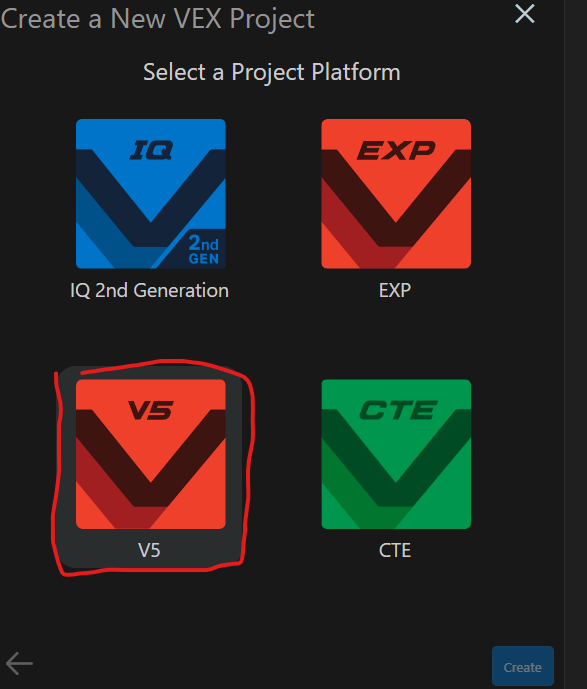 Create a New VEX Project
Select a Project Platform
IQ
2nd
GEN
IQ 2nd Generation
EXP
EXP
V5
V5
CTE
CTE
Create